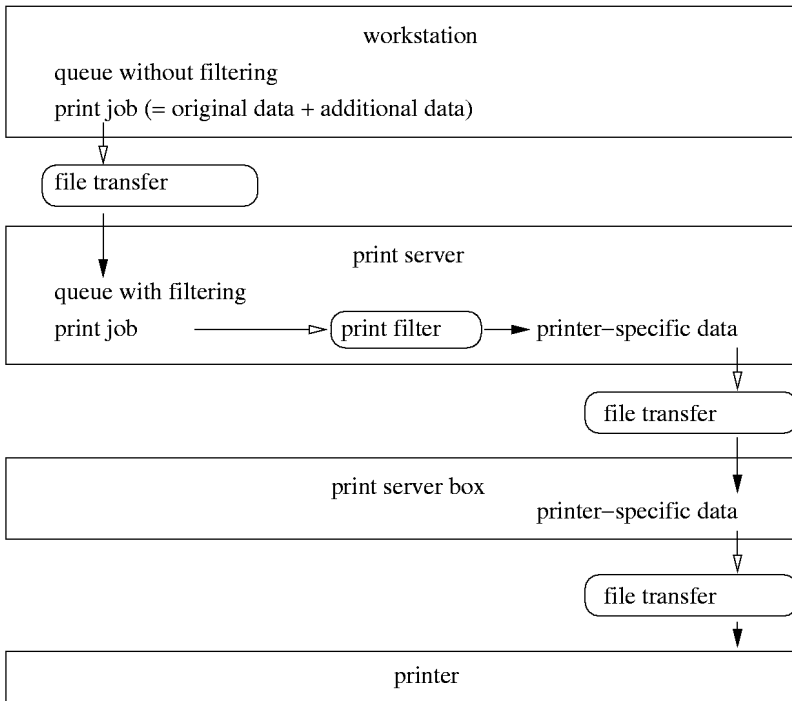 workstation
queue without filtering
print job (= original data + additional data)
file transfer
print server
queue with filtering
print job
print filter
printer−specific data
file transfer
print server box
printer−specific data
file transfer
printer